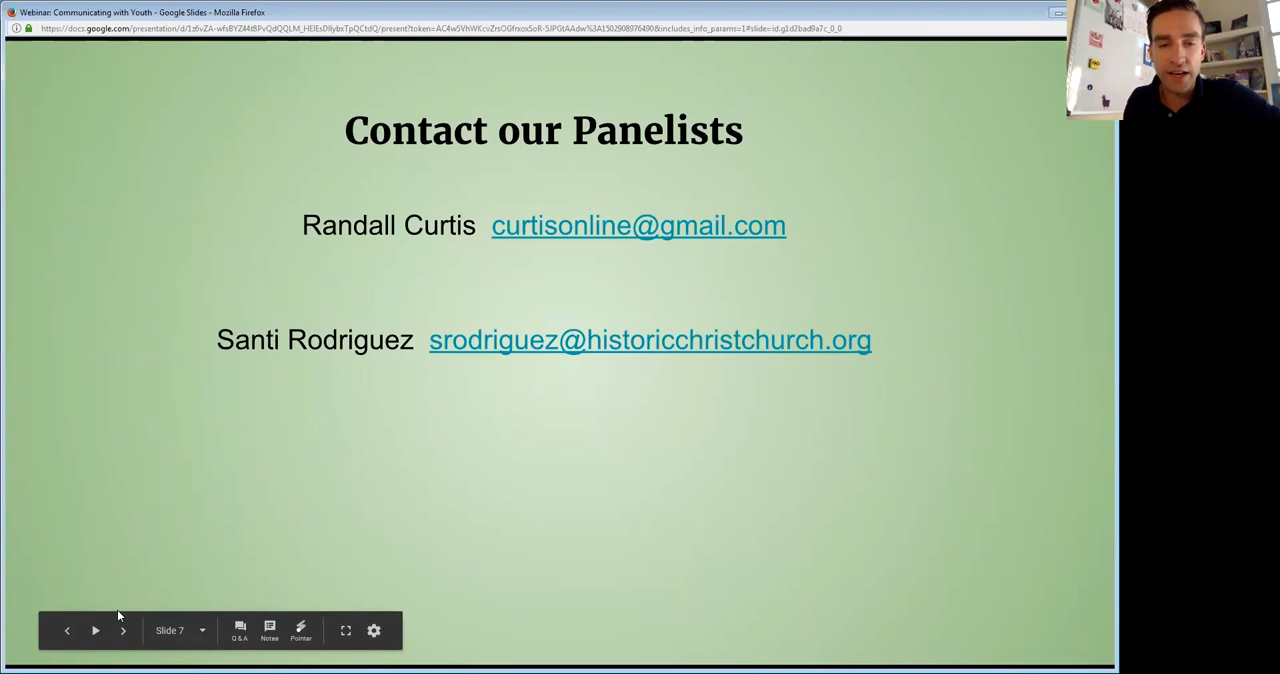 Webinar: Communicating with Youth - Google Slides - Mozilla Firefox
Contact our Panelists
Randall Curtis curtisonline@gmail.com
Santi Rodriguez srodriguez@historicchristchurch.org
Slide 7
Q & A Notes Pointer